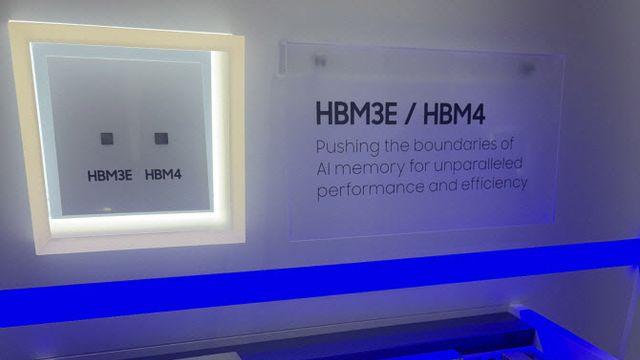 HBM3E HBM4
HBM3E / HBM4
Pushing the boundaries of
AI memory for unparalleled
performance and efficiency